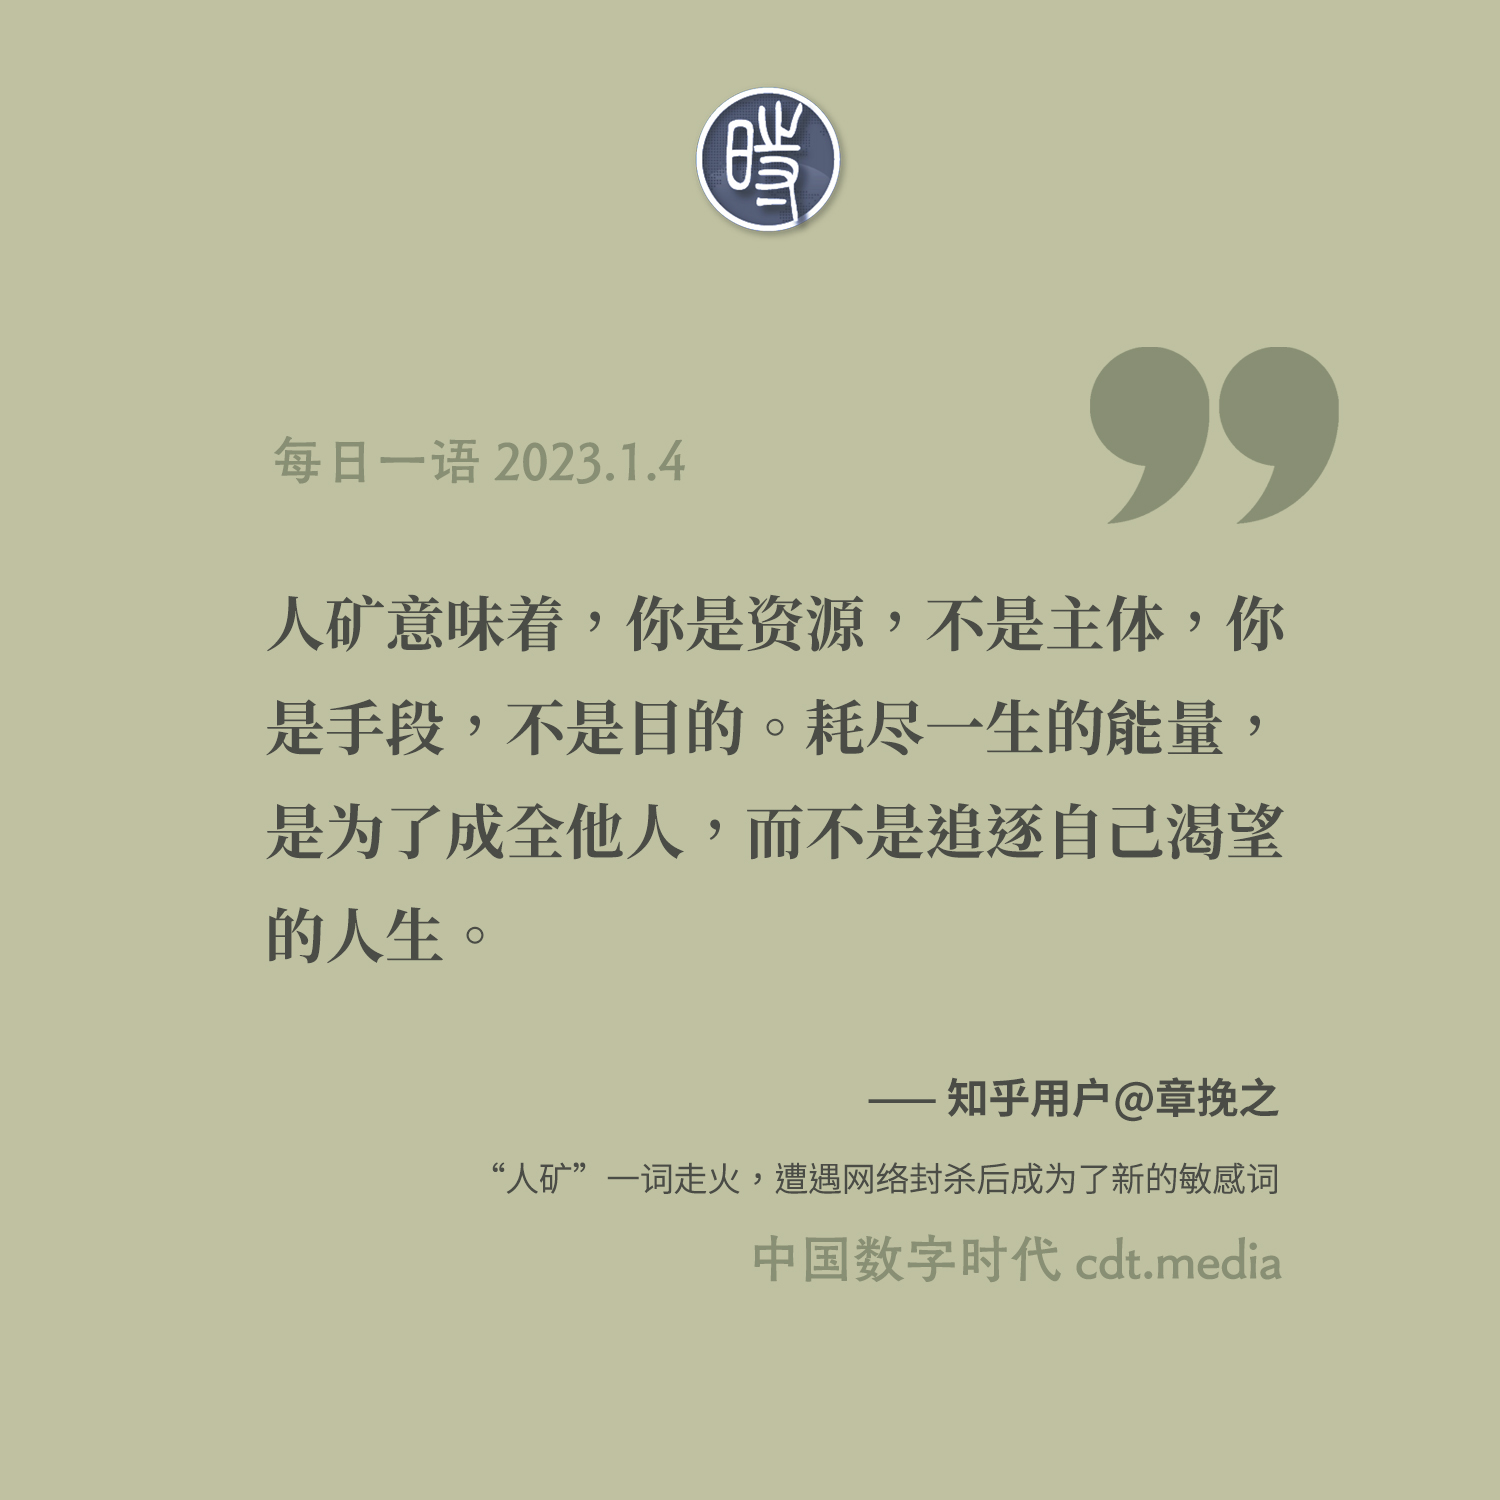 時
每日一语 2023.1.4
人矿意味着，你是资源，不是主体，你
是手段，不是目的。耗尽一生的能量，
是为了成全他人，而不是追逐自己渴望
的人生。
—— 知乎用户@章挽之
“人矿”一词走火，遭遇网络封杀后成为了新的敏感词
中国数字时代 cdt.media